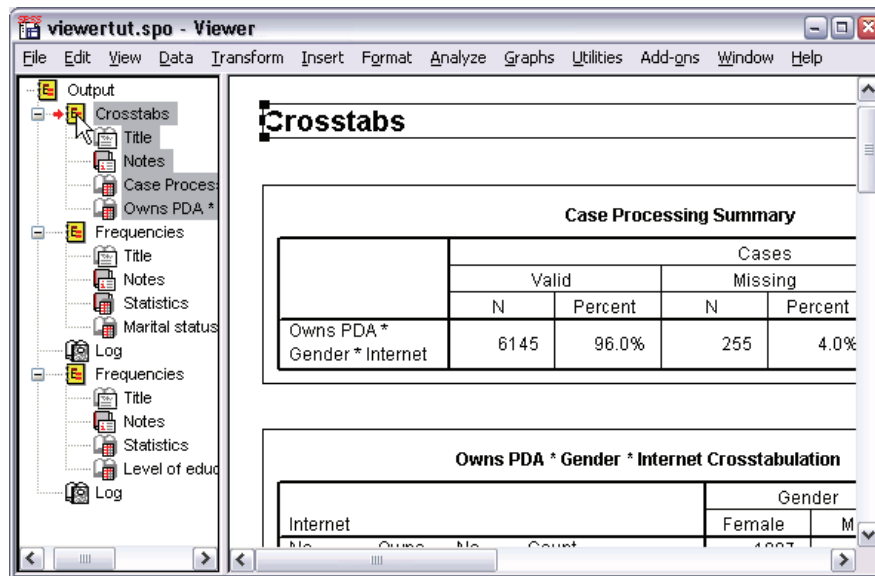 viewertut.spo - Viewer
File Edit View Data Transform Insert Format Analyze Graphs Utilities Add-ons Window Help
Output
Crosstabs
Title
Notes
Case Proces
Owns PDA *
Frequencies
Title
Notes
Statistics
Marital status
Log
Frequencies
Title
Notes
Statistics
Level of educ
Log
Crosstabs
Case Processing Summary
Cases
Valid Missing
N Percent N Percent
Owns PDA *
Gender * Internet 6145 96.0% 255 4.0%
Owns PDA * Gender * Internet Crosstabulation
Gender
Internet Female M